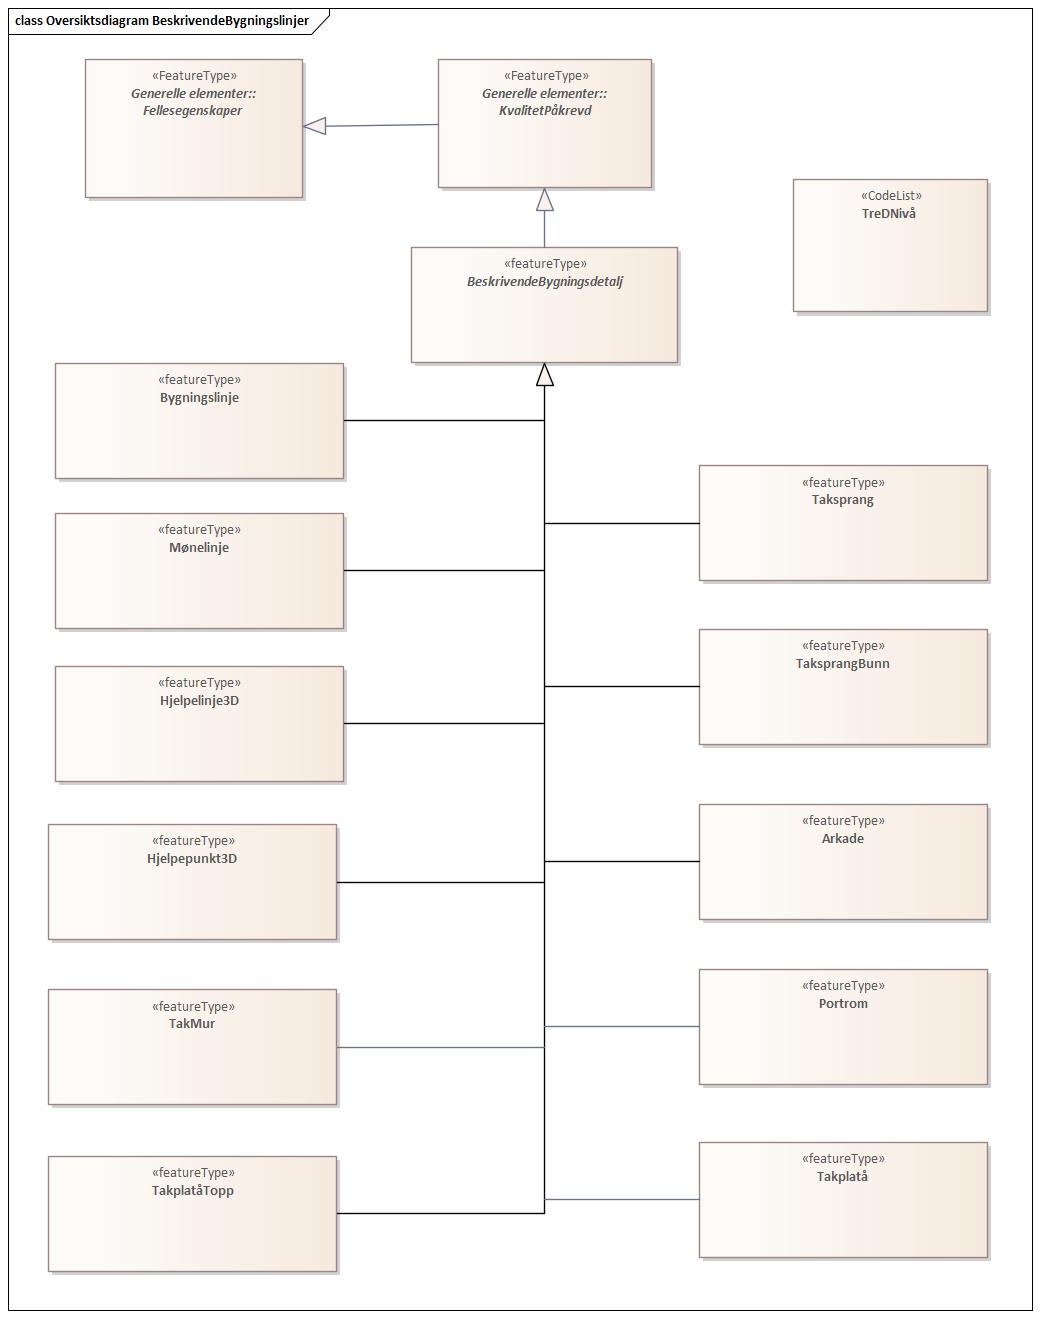 class Oversiktsdiagram BeskrivendeBygningslinjer
«FeatureType»
Generelle elementer::
Fellesegenskaper
«FeatureType»
Generelle elementer::
KvalitetPåkrevd
«CodeList»
TreDNivå
«featureType»
BeskrivendeBygningsdetalj
«featureType»
Bygningslinje
«featureType»
Taksprang
«featureType»
Mønelinje
«featureType»
TaksprangBunn
«featureType»
Hjelpelinje3D
«featureType»
Arkade
«featureType»
Hjelpepunkt3D
«featureType»
Portrom
«featureType»
TakMur
«featureType»
Takplatå
«featureType»
TakplatåTopp